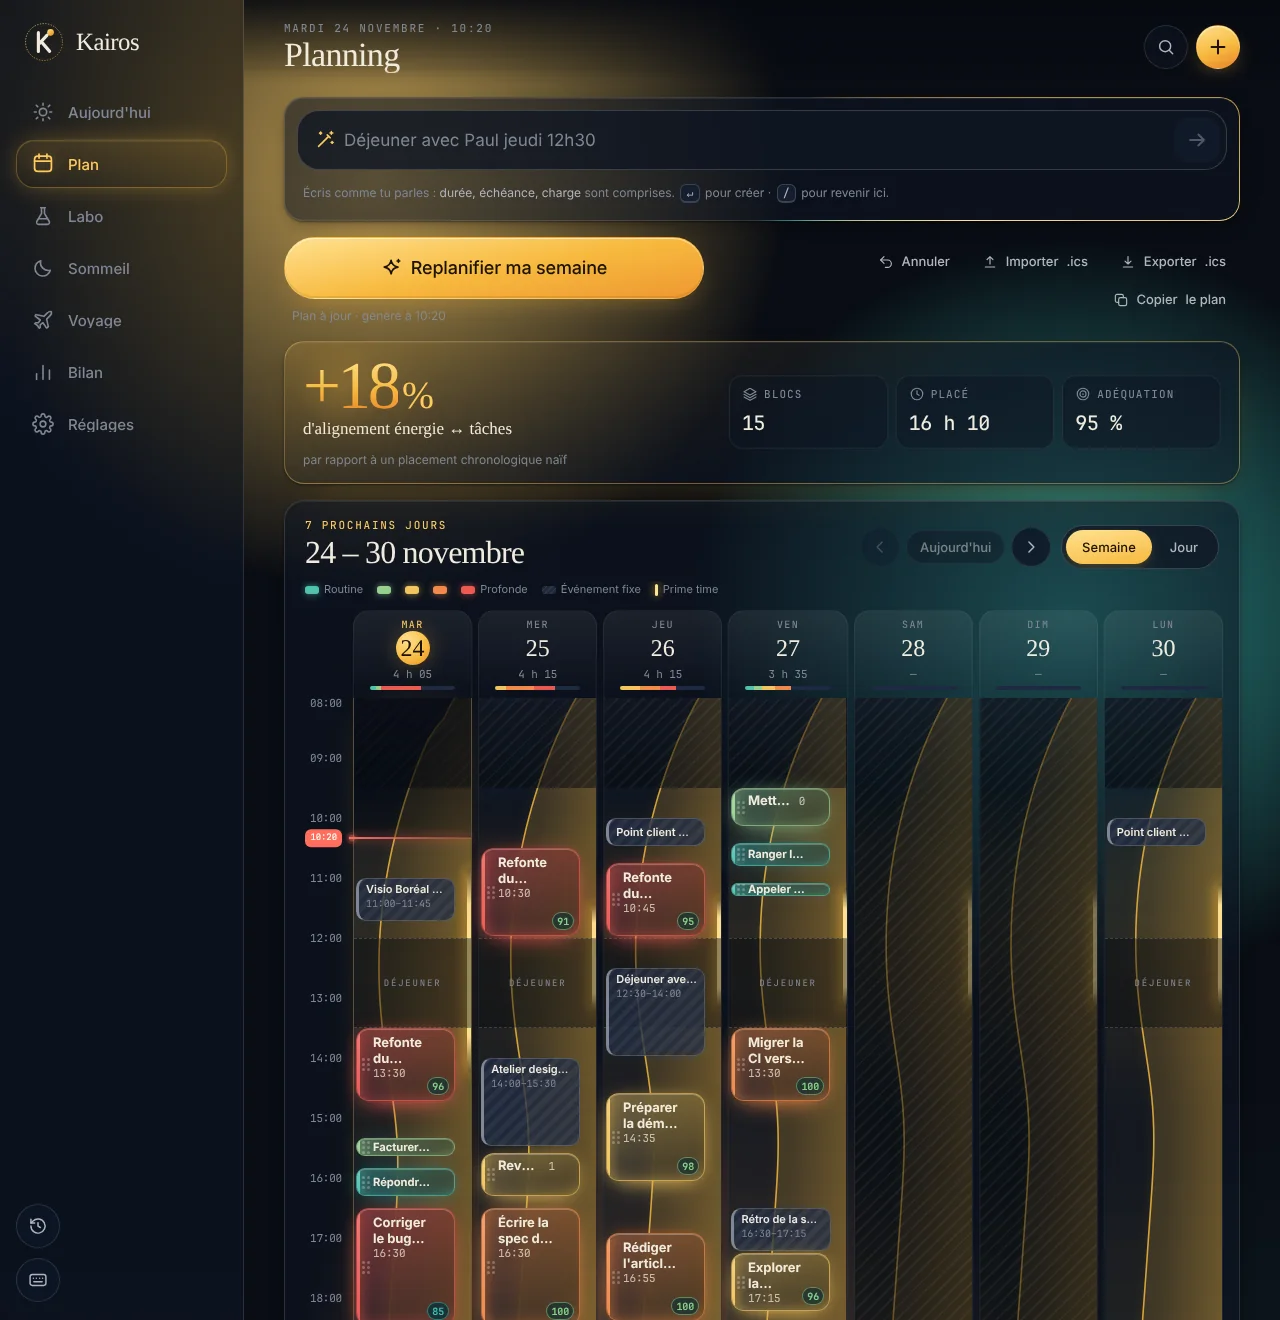 Kairos
Aujourd'hui
Plan
Labo
Sommeil
Voyage
Bilan
Réglages
MARDI 24 NOVEMBRE · 10:20
Planning
Déjeuner avec Paul jeudi 12h30
Écris comme tu parles : durée, échéance, charge sont comprises. ↵ pour créer · / pour revenir ici.
Replanifier ma semaine
Annuler
Importer .ics
Exporter .ics
Copier le plan
Plan à jour · généré à 10:20
+18%
d'alignement énergie ↔ tâches
par rapport à un placement chronologique naïf
BLOCS
15
PLACÉ
16 h 10
ADÉQUATION
95 %
7 PROCHAINS JOURS
24 – 30 novembre
Aujourd'hui
Semaine
Jour
Routine
Profonde
Événement fixe
Prime time
MAR
24
4 h 05
MER
25
4 h 15
JEU
26
4 h 15
VEN
27
3 h 35
SAM
28
–
DIM
29
–
LUN
30
–
08:00
09:00
10:00
10:20
11:00
12:00
13:00
14:00
15:00
16:00
17:00
18:00
Visio Boréal ...
11:00–11:45
DÉJEUNER
Refonte
du...
13:30
96
Facturer...
Répondr...
Corriger
le bug...
16:30
85
Refonte
du...
10:30
91
DÉJEUNER
Atelier desig...
14:00–15:30
Rev... 1
Écrire la
spec d...
16:30
100
Point client ...
Refonte
du...
10:45
95
Déjeuner ave...
12:30–14:00
Préparer
la dém...
14:35
98
Rédiger
l'articl...
16:55
100
Mett... 0
Ranger l...
Appeler ...
DÉJEUNER
Migrer la
CI vers...
13:30
100
Rétro de la s...
16:30–17:15
Explorer
la...
17:15
96
Point client ...
DÉJEUNER